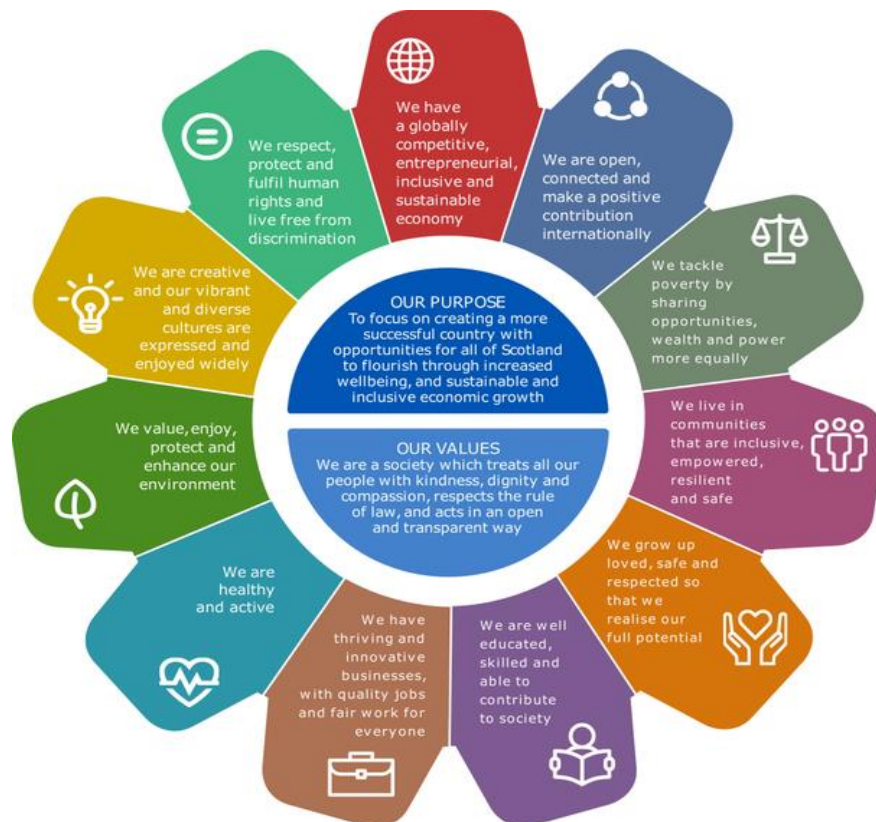 We have
a globally
competitive,
entrepreneurial,
inclusive and
sustainable
economy
We are open,
connected and
make a positive
contribution
internationally
We tackle
poverty by
sharing
opportunities,
wealth and power
more equally
We live in
communities
that are inclusive,
empowered,
resilient
and safe
We grow up
loved, safe and
respected so
that we
realise our
full potential
We are well
educated,
skilled and
able to
contribute
to society
We have
thriving and
innovative
businesses,
with quality jobs
and fair work for
everyone
We are
healthy
and active
We value, enjoy,
protect and
enhance our
environment
We are creative
and our vibrant
and diverse
cultures are
expressed and
enjoyed widely
We respect,
protect and
fulfil human
rights and
live free from
discrimination
OUR PURPOSE
To focus on creating a more
successful country with
opportunities for all of Scotland
to flourish through increased
wellbeing, and sustainable and
inclusive economic growth
OUR VALUES
We are a society which treats all our
people with kindness, dignity and
compassion, respects the rule
of law, and acts in an open
and transparent way